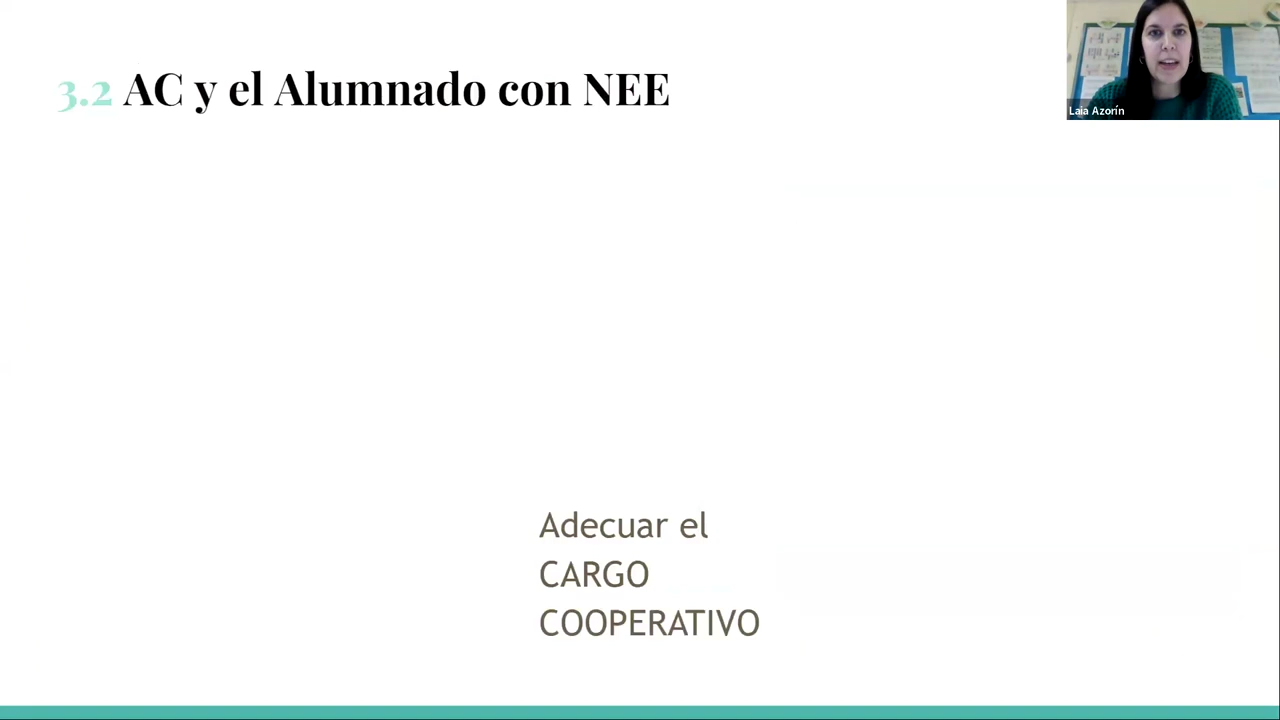 3.2 AC y el Alumnado con NEE
Laia Azorín
Adecuar el
CARGO
COOPERATIVO